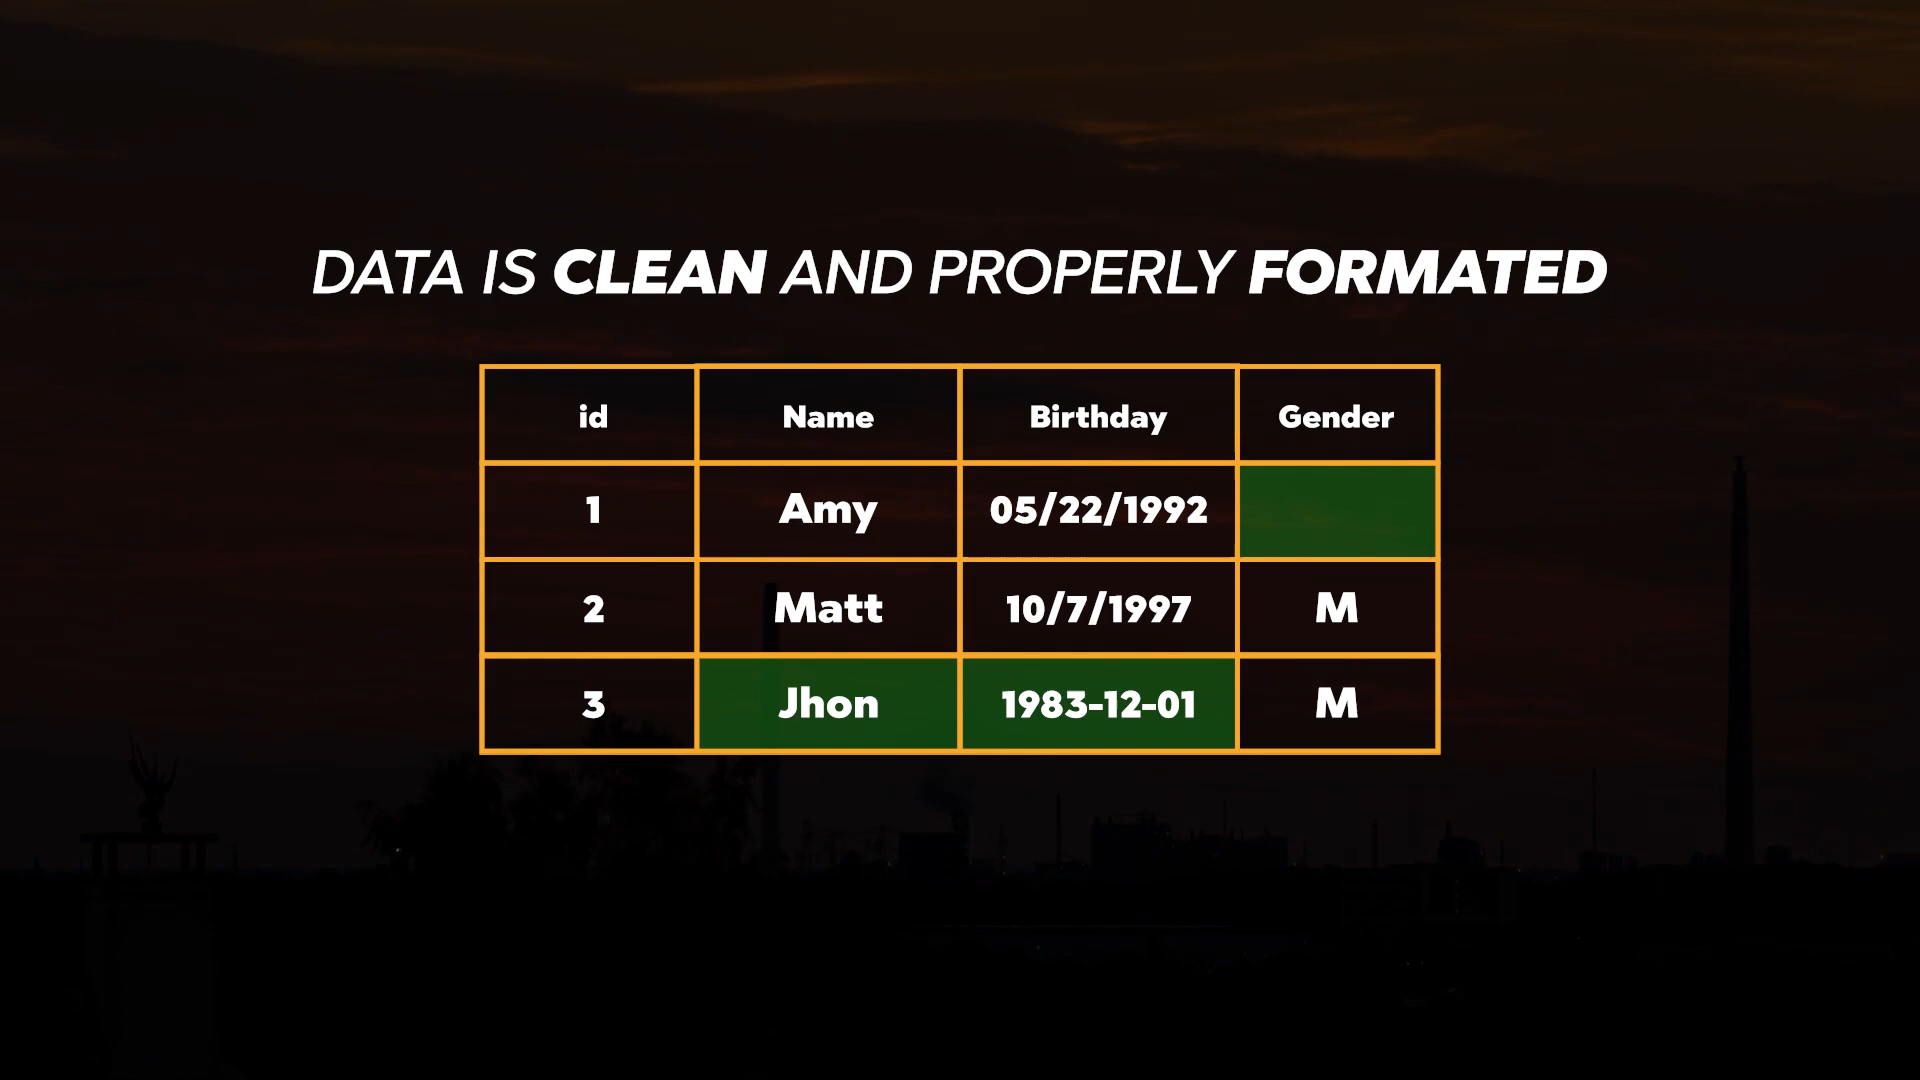 DATA IS CLEAN AND PROPERLY FORMATED
id Name Birthday Gender
1 Amy 05/22/1992
2 Matt 10/7/1997 M
3 Jhon 1983-12-01 M